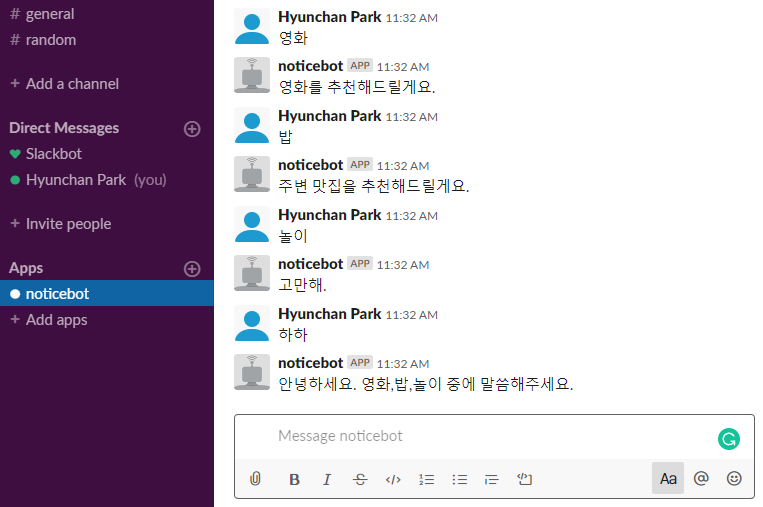 # general
# random
+ Add a channel
Direct Messages
Slackbot
Hyunchan Park (you)
+ Invite people
Apps
noticebot
+ Add apps
Hyunchan Park 11:32 AM
영화
noticebot APP 11:32 AM
영화를 추천해드릴게요.
Hyunchan Park 11:32 AM
밥
noticebot APP 11:32 AM
주변 맛집을 추천해드릴게요.
Hyunchan Park 11:32 AM
놀이
noticebot APP 11:32 AM
고만해.
Hyunchan Park 11:32 AM
하하
noticebot APP 11:32 AM
안녕하세요. 영화,밥,놀이 중에 말씀해주세요.
Message noticebot
B I S </> Aa @